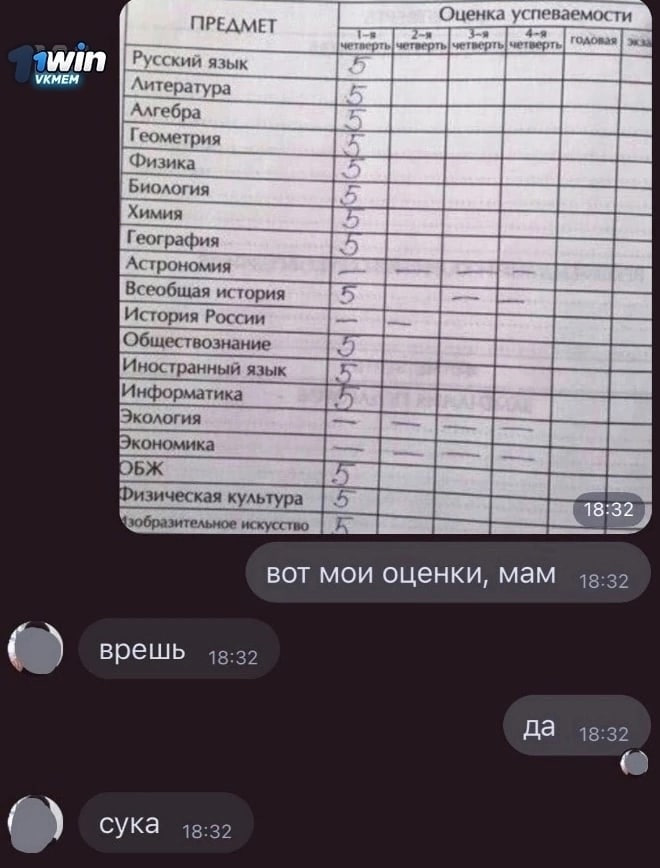 1win
VKMEM
ПРЕДМЕТ
Оценка успеваемости
1-я четверть 2-я четверть 3-я четверть 4-я четверть годовая экза
Русский язык 5
Литература 5
Алгебра 5
Геометрия 5
Физика 5
Биология 5
Химия 5
География 5
Астрономия —
Всеобщая история 5 — —
История России — —
Обществознание 5
Иностранный язык 5
Информатика 5
Экология — — — —
Экономика — — — —
ОБЖ 5
Физическая культура 5
Изобразительное искусство 5
18:32
вот мои оценки, мам 18:32
врешь 18:32
да 18:32
сука 18:32